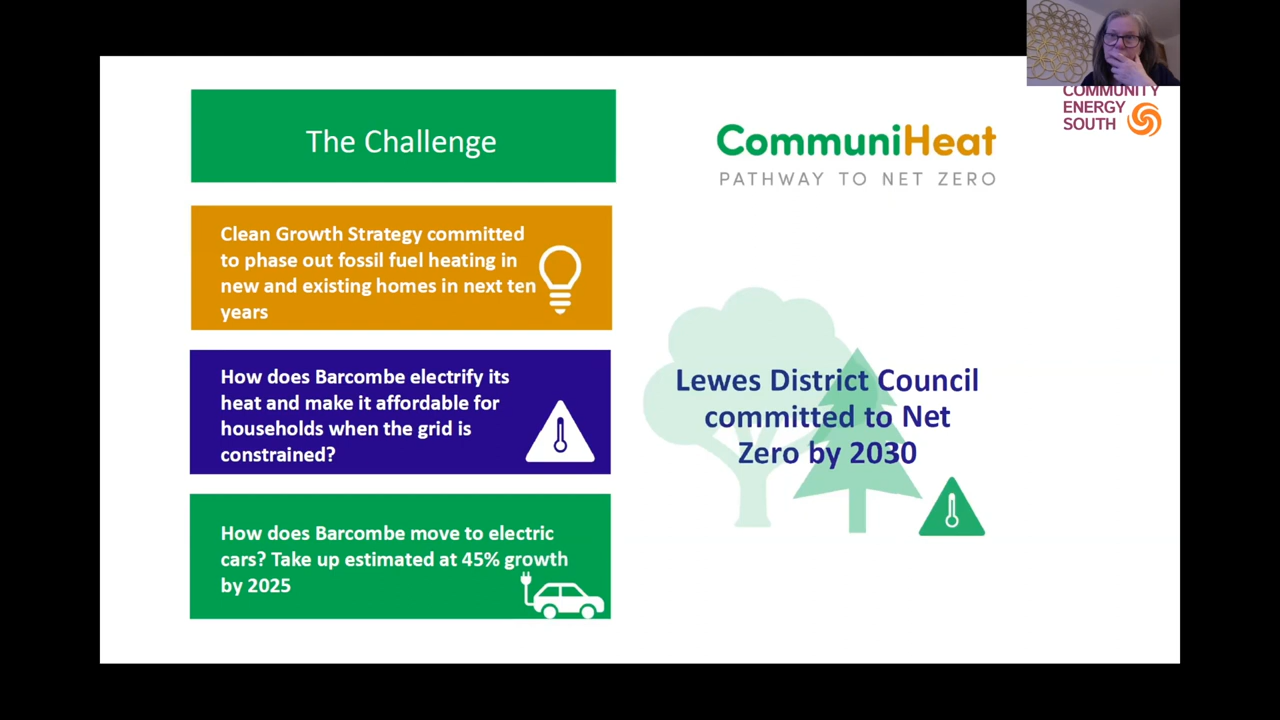 The Challenge
Clean Growth Strategy committed
to phase out fossil fuel heating in
new and existing homes in next ten
years
How does Barcombe electrify its
heat and make it affordable for
households when the grid is
constrained?
How does Barcombe move to electric
cars? Take up estimated at 45% growth
by 2025
CommuniHeat
PATHWAY TO NET ZERO
COMMUNITY
ENERGY
SOUTH
Lewes District Council
committed to Net
Zero by 2030